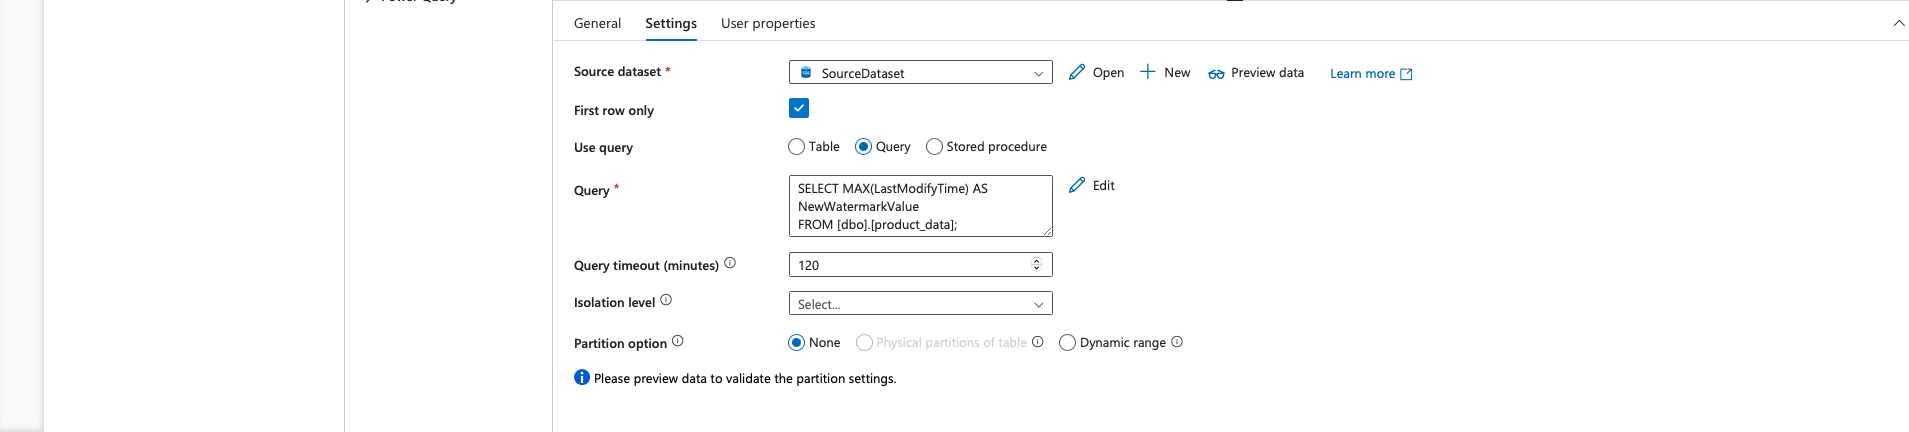 Power Query
General Settings User properties
Source dataset * SourceDataset Open New Preview data Learn more
First row only
Use query Table Query Stored procedure
Query * SELECT MAX(LastModifyTime) AS Edit
NewWatermarkValue
FROM [dbo].[product_data];
Query timeout (minutes) 120
Isolation level Select...
Partition option None Physical partitions of table Dynamic range
Please preview data to validate the partition settings.